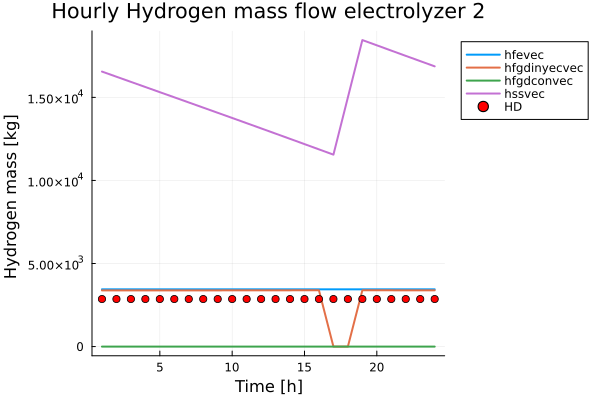 Hourly Hydrogen mass flow electrolyzer 2
hfevec
hfgdinyecvec
hfgdconvec
hssvec
HD
Hydrogen mass [kg]
1.50×10⁴
1.00×10⁴
5.00×10³
0
5 10 15 20
Time [h]